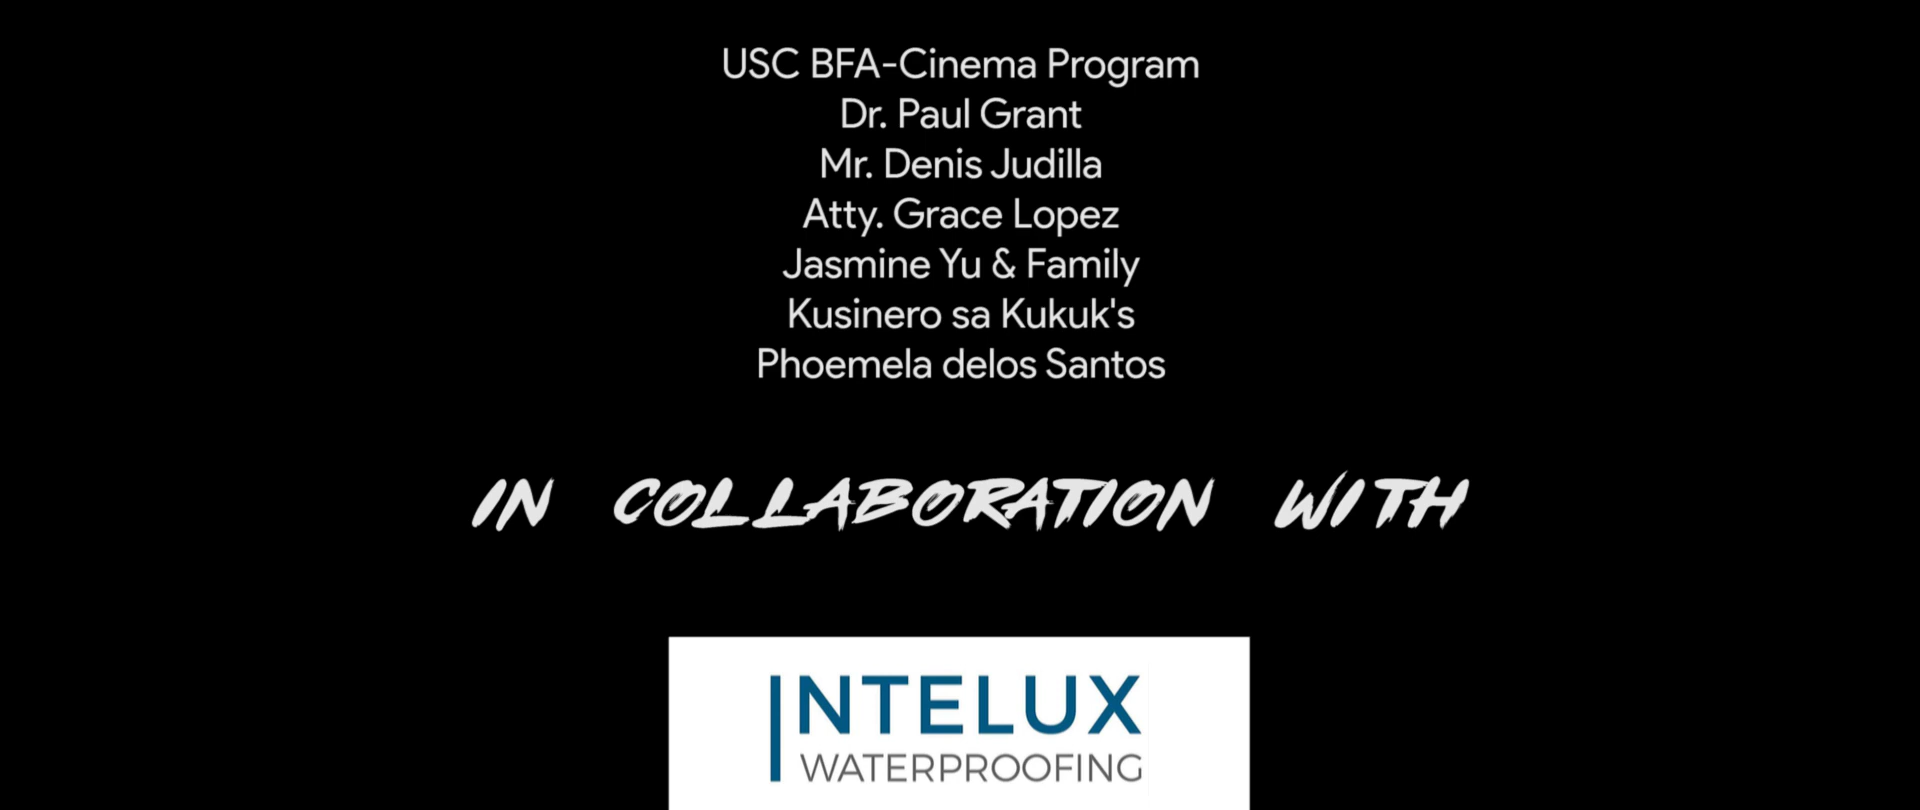 USC BFA-Cinema Program
Dr. Paul Grant
Mr. Denis Judilla
Atty. Grace Lopez
Jasmine Yu & Family
Kusinero sa Kukuk's
Phoemela delos Santos
IN COLLABORATION WITH
INTELUX
WATERPROOFING